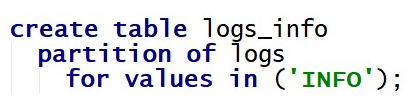 create table logs_info
partition of logs
for values in ('INFO');